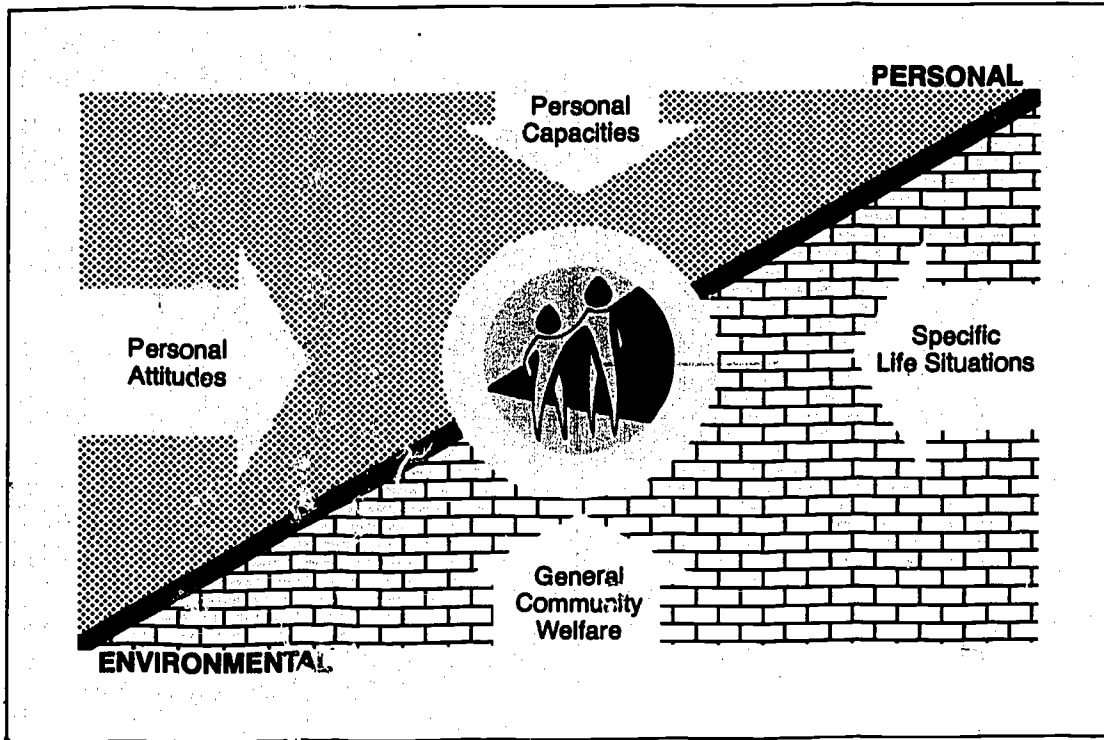 PERSONAL
Personal
Capacities
Personal
Attitudes
Specific
Life Situations
General
Community
Welfare
ENVIRONMENTAL